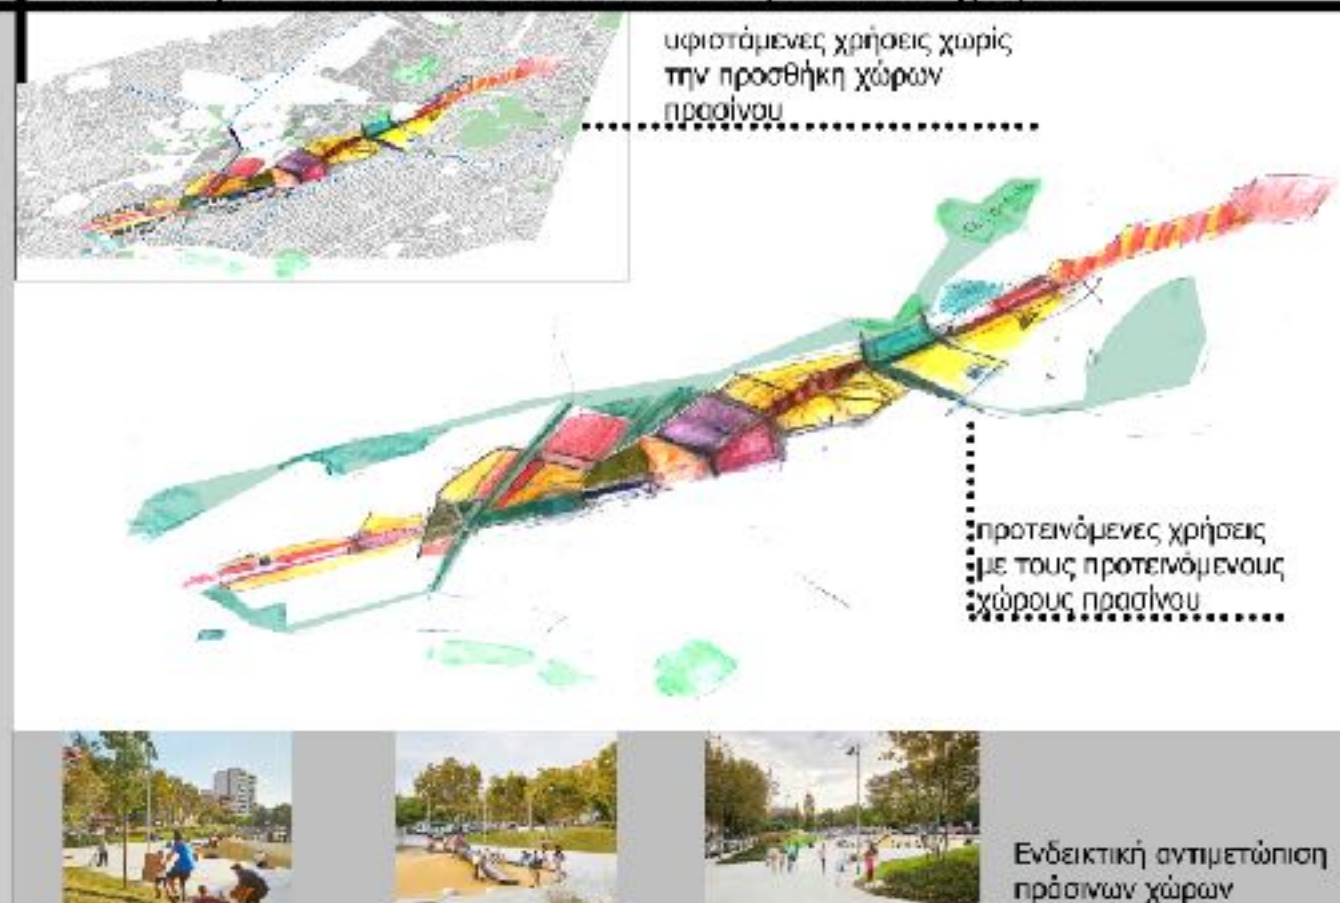 υφιστάμενες χρήσεις χωρίς
την προσθήκη χώρων
πρασίνου
προτεινόμενες χρήσεις
με τους προτεινόμενους
χώρους πρασίνου
Ενδεικτική αντιμετώπιση
πράσινων χώρων